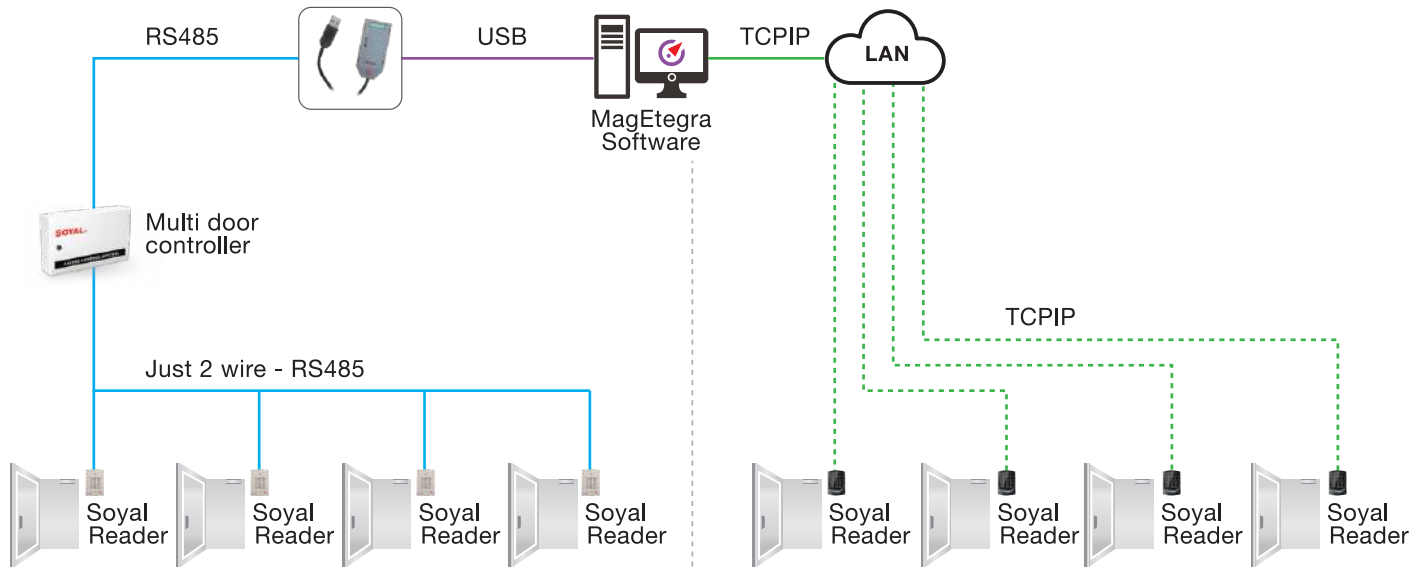 RS485
USB
TCPIP
LAN
MagEtegra
Software
SOYAL
Multi door
controller
TCPIP
Just 2 wire - RS485
Soyal
Reader
Soyal
Reader
Soyal
Reader
Soyal
Reader
Soyal
Reader
Soyal
Reader
Soyal
Reader
Soyal
Reader